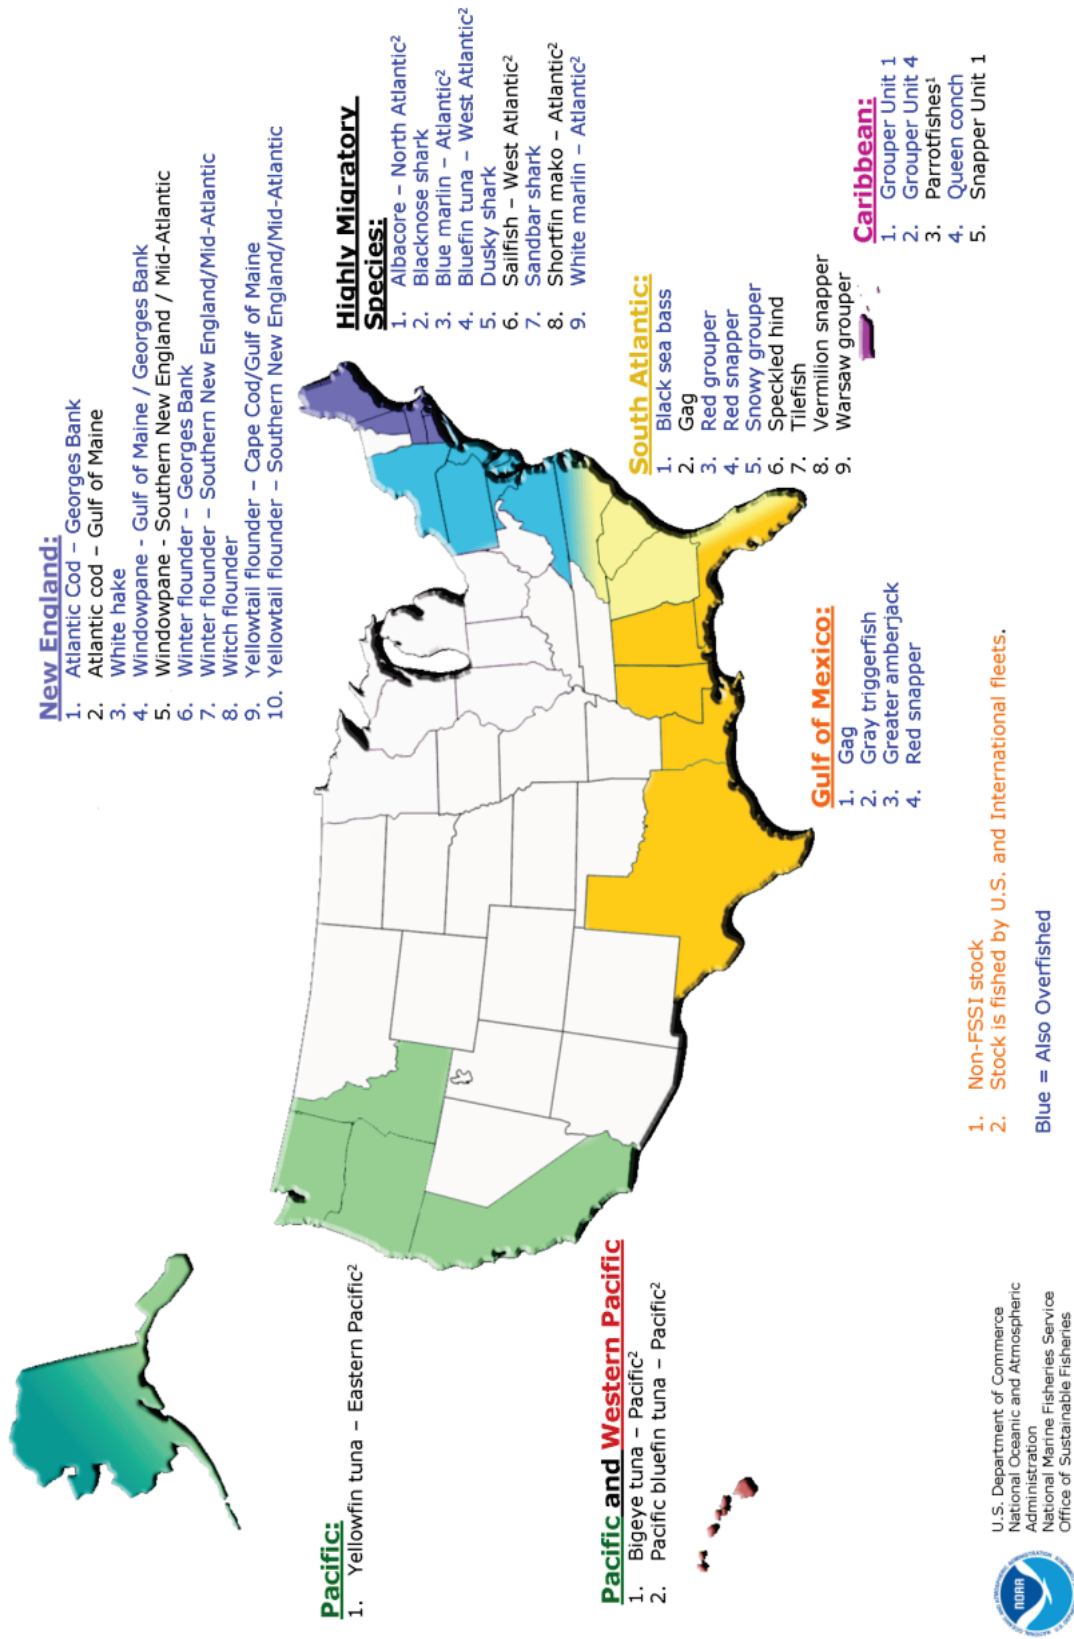 New England:
1. Atlantic Cod – Georges Bank
2. Atlantic cod – Gulf of Maine
3. White hake
4. Windowpane - Gulf of Maine / Georges Bank
5. Windowpane - Southern New England / Mid-Atlantic
6. Winter flounder – Georges Bank
7. Winter flounder – Southern New England/Mid-Atlantic
8. Witch flounder
9. Yellowtail flounder – Cape Cod/Gulf of Maine
10. Yellowtail flounder – Southern New England/Mid-Atlantic
Highly Migratory
Species:
1. Albacore – North Atlantic²
2. Blacknose shark
3. Blue marlin – Atlantic²
4. Bluefin tuna – West Atlantic²
5. Dusky shark
6. Sailfish – West Atlantic²
7. Sandbar shark
8. Shortfin mako – Atlantic²
9. White marlin – Atlantic²
Pacific:
1. Yellowfin tuna – Eastern Pacific²
Pacific and Western Pacific
1. Bigeye tuna – Pacific²
2. Pacific bluefin tuna – Pacific²
South Atlantic:
1. Black sea bass
2. Gag
3. Red grouper
4. Red snapper
5. Snowy grouper
6. Speckled hind
7. Tilefish
8. Vermilion snapper
9. Warsaw grouper
Gulf of Mexico:
1. Gag
2. Gray triggerfish
3. Greater amberjack
4. Red snapper
Caribbean:
1. Grouper Unit 1
2. Grouper Unit 4
3. Parrotfishes¹
4. Queen conch
5. Snapper Unit 1
1. Non-FSSI stock
2. Stock is fished by U.S. and International fleets.
Blue = Also Overfished
NOAA
U.S. Department of Commerce
National Oceanic and Atmospheric
Administration
National Marine Fisheries Service
Office of Sustainable Fisheries